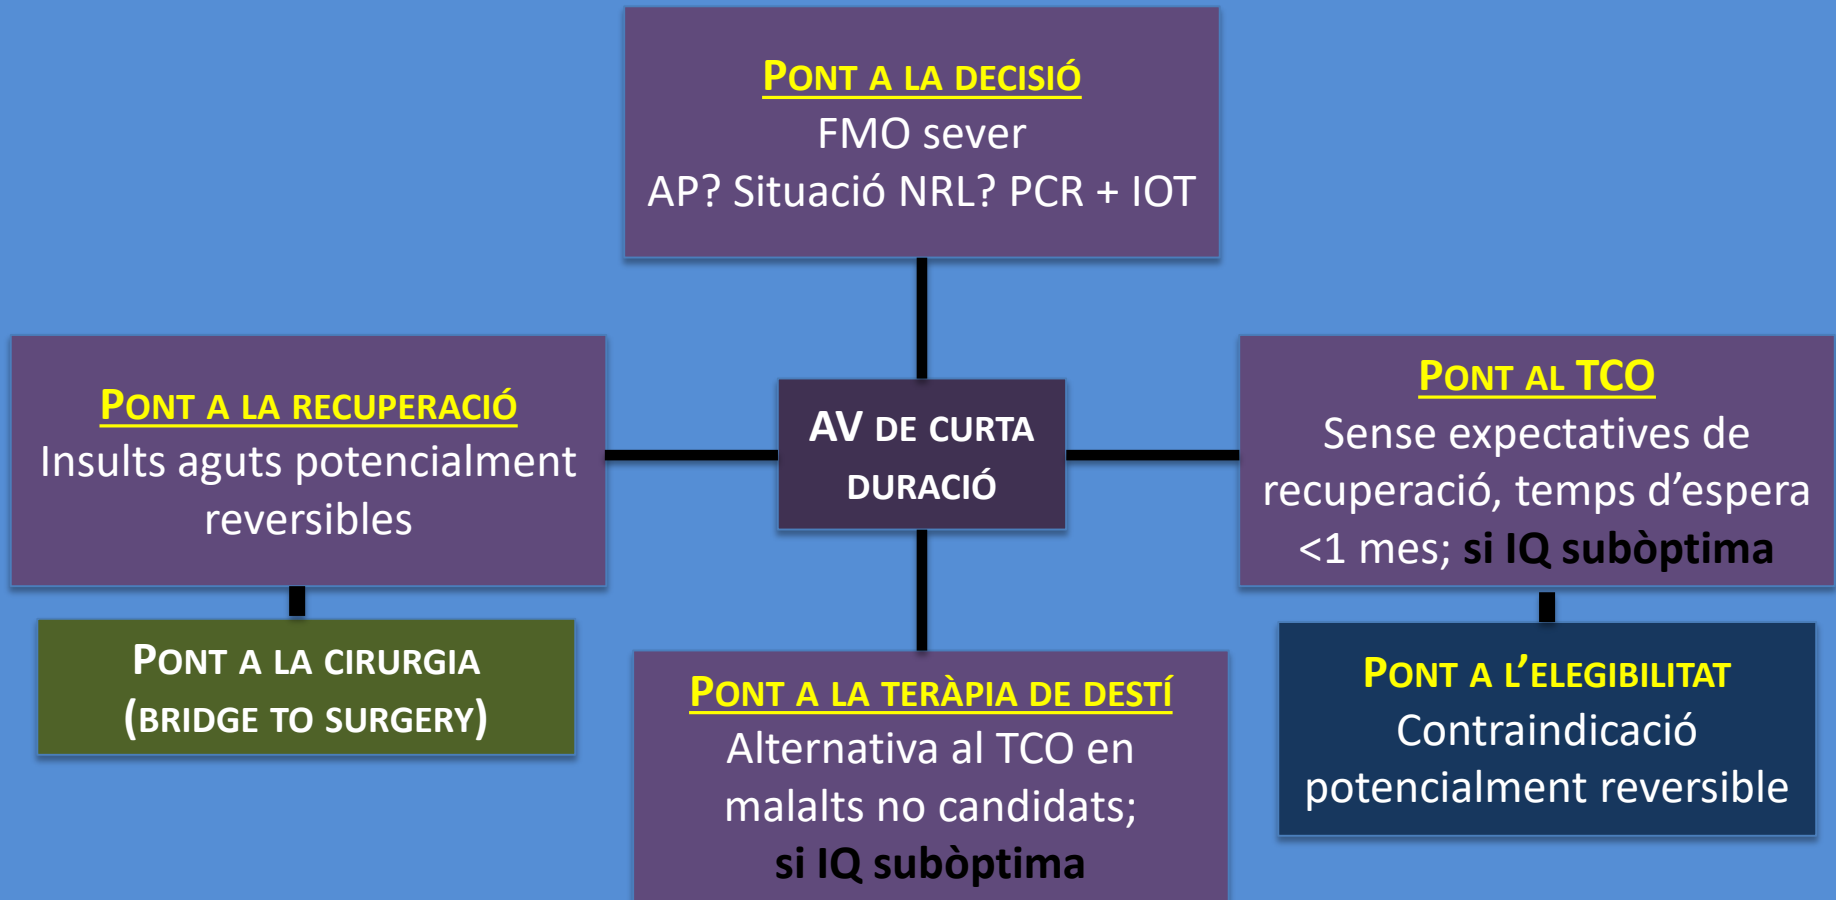 PONT A LA DECISIÓ
FMO sever
AP? Situació NRL? PCR + IOT
PONT A LA RECUPERACIÓ
Insults aguts potencialment
reversibles
AV DE CURTA
DURACIÓ
PONT AL TCO
Sense expectatives de
recuperació, temps d’espera
<1 mes; si IQ subòptima
PONT A LA CIRURGIA
(BRIDGE TO SURGERY)
PONT A LA TERÀPIA DE DESTÍ
Alternativa al TCO en
malalts no candidats;
si IQ subòptima
PONT A L’ELEGIBILITAT
Contraindicació
potencialment reversible